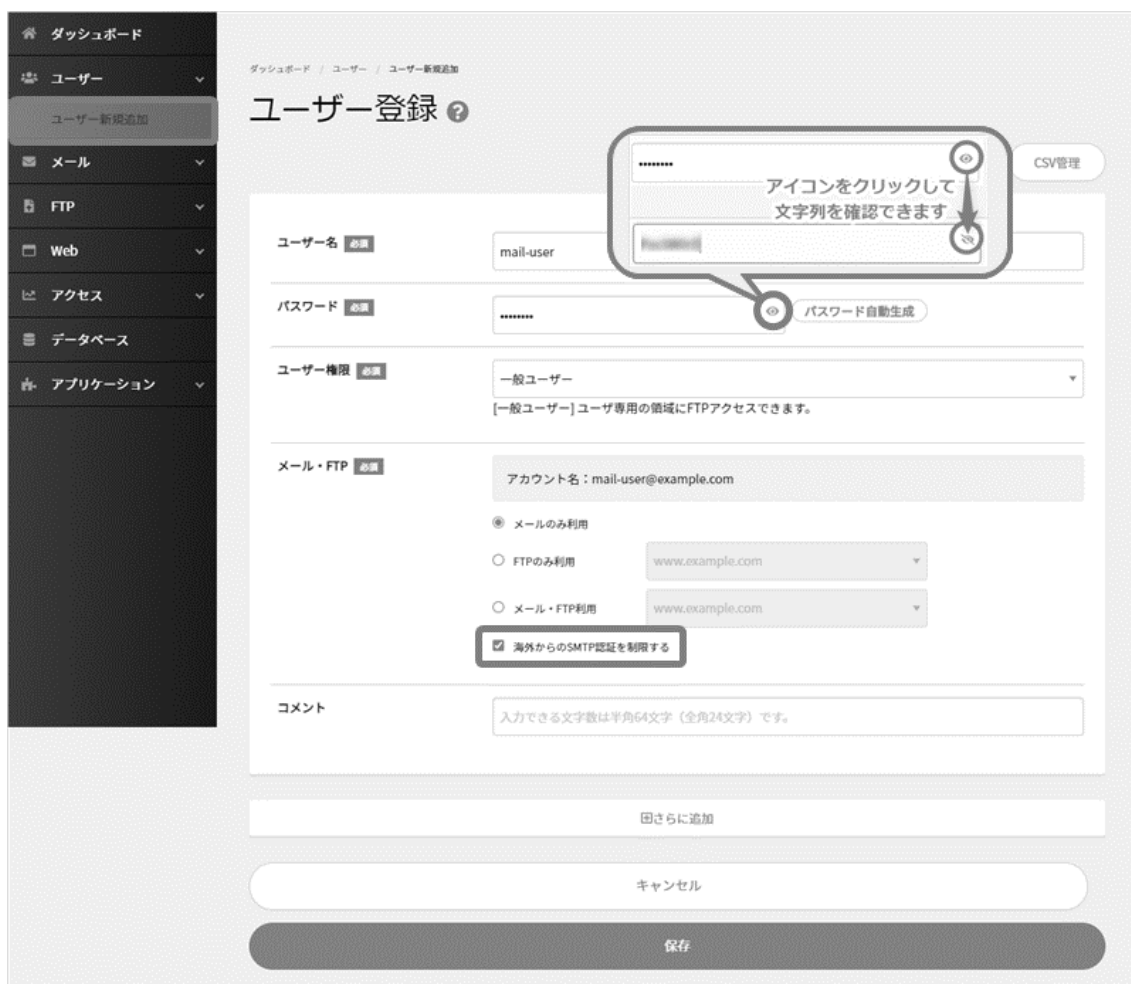 ダッシュボード
ユーザー
ユーザー新規追加
メール
FTP
Web
アクセス
データベース
アプリケーション
ダッシュボード / ユーザー / ユーザー新規追加
ユーザー登録
CSV管理
••••••••
アイコンをクリックして
文字列を確認できます
ユーザー名 必須
mail-user
パスワード 必須
••••••••
パスワード自動生成
ユーザー権限 必須
一般ユーザー
[一般ユーザー] ユーザ専用の領域にFTPアクセスできます。
メール・FTP 必須
アカウント名：mail-user@example.com
メールのみ利用
FTPのみ利用
www.example.com
メール・FTP利用
www.example.com
海外からのSMTP認証を制限する
コメント
入力できる文字数は半角64文字（全角24文字）です。
さらに追加
キャンセル
保存